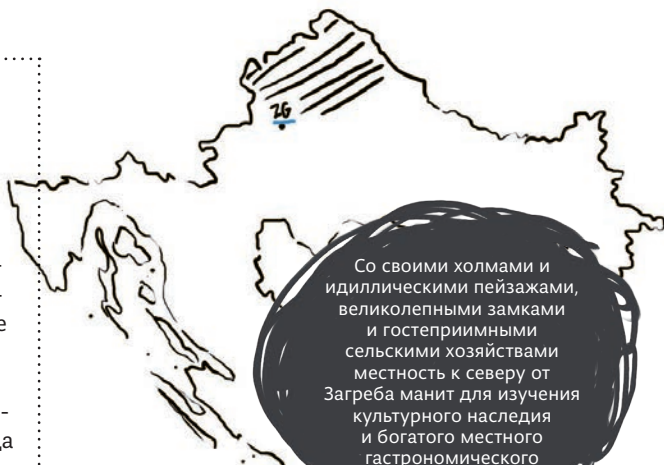 ZG
е
-
да
Со своими холмами и
идиллическими пейзажами,
великолепными замками
и гостеприимными
сельскими хозяйствами
местность к северу от
Загреба манит для изучения
культурного наследия
и богатого местного
гастрономического